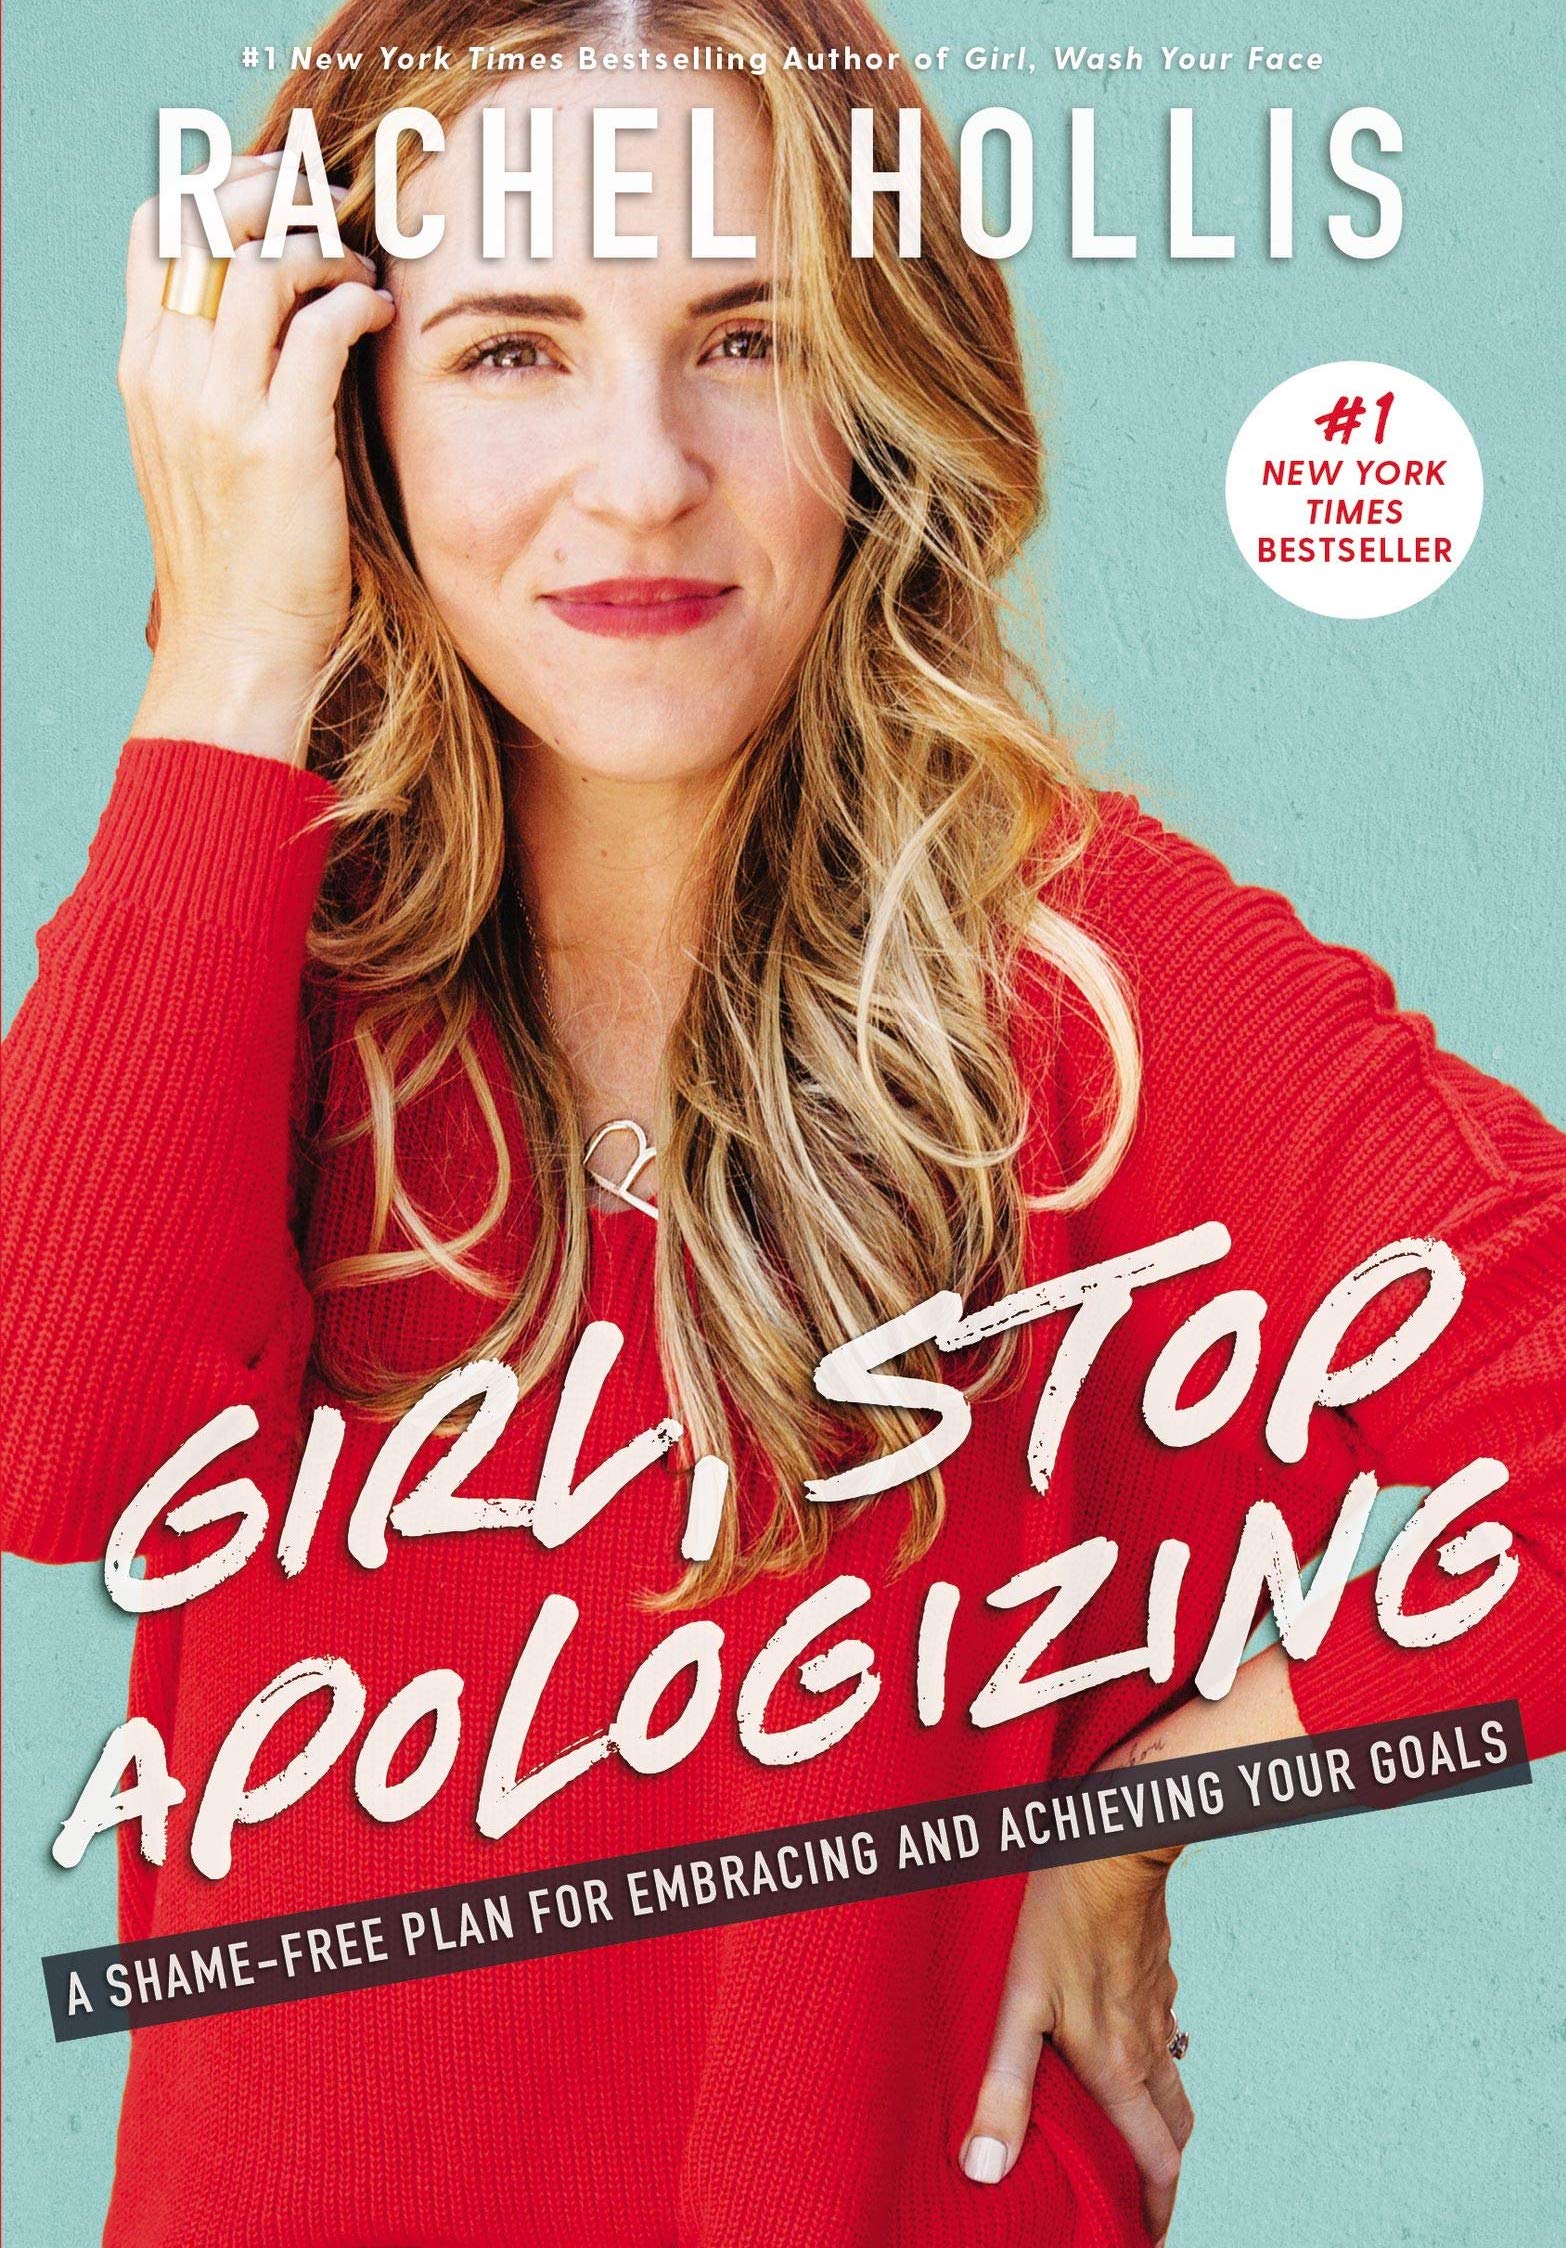 #1 New York Times Bestselling Author of Girl, Wash Your Face
RACHEL HOLLIS
#1
NEW YORK
TIMES
BESTSELLER
GIRL, STOP
APOLOGIZING
A SHAME-FREE PLAN FOR EMBRACING AND ACHIEVING YOUR GOALS